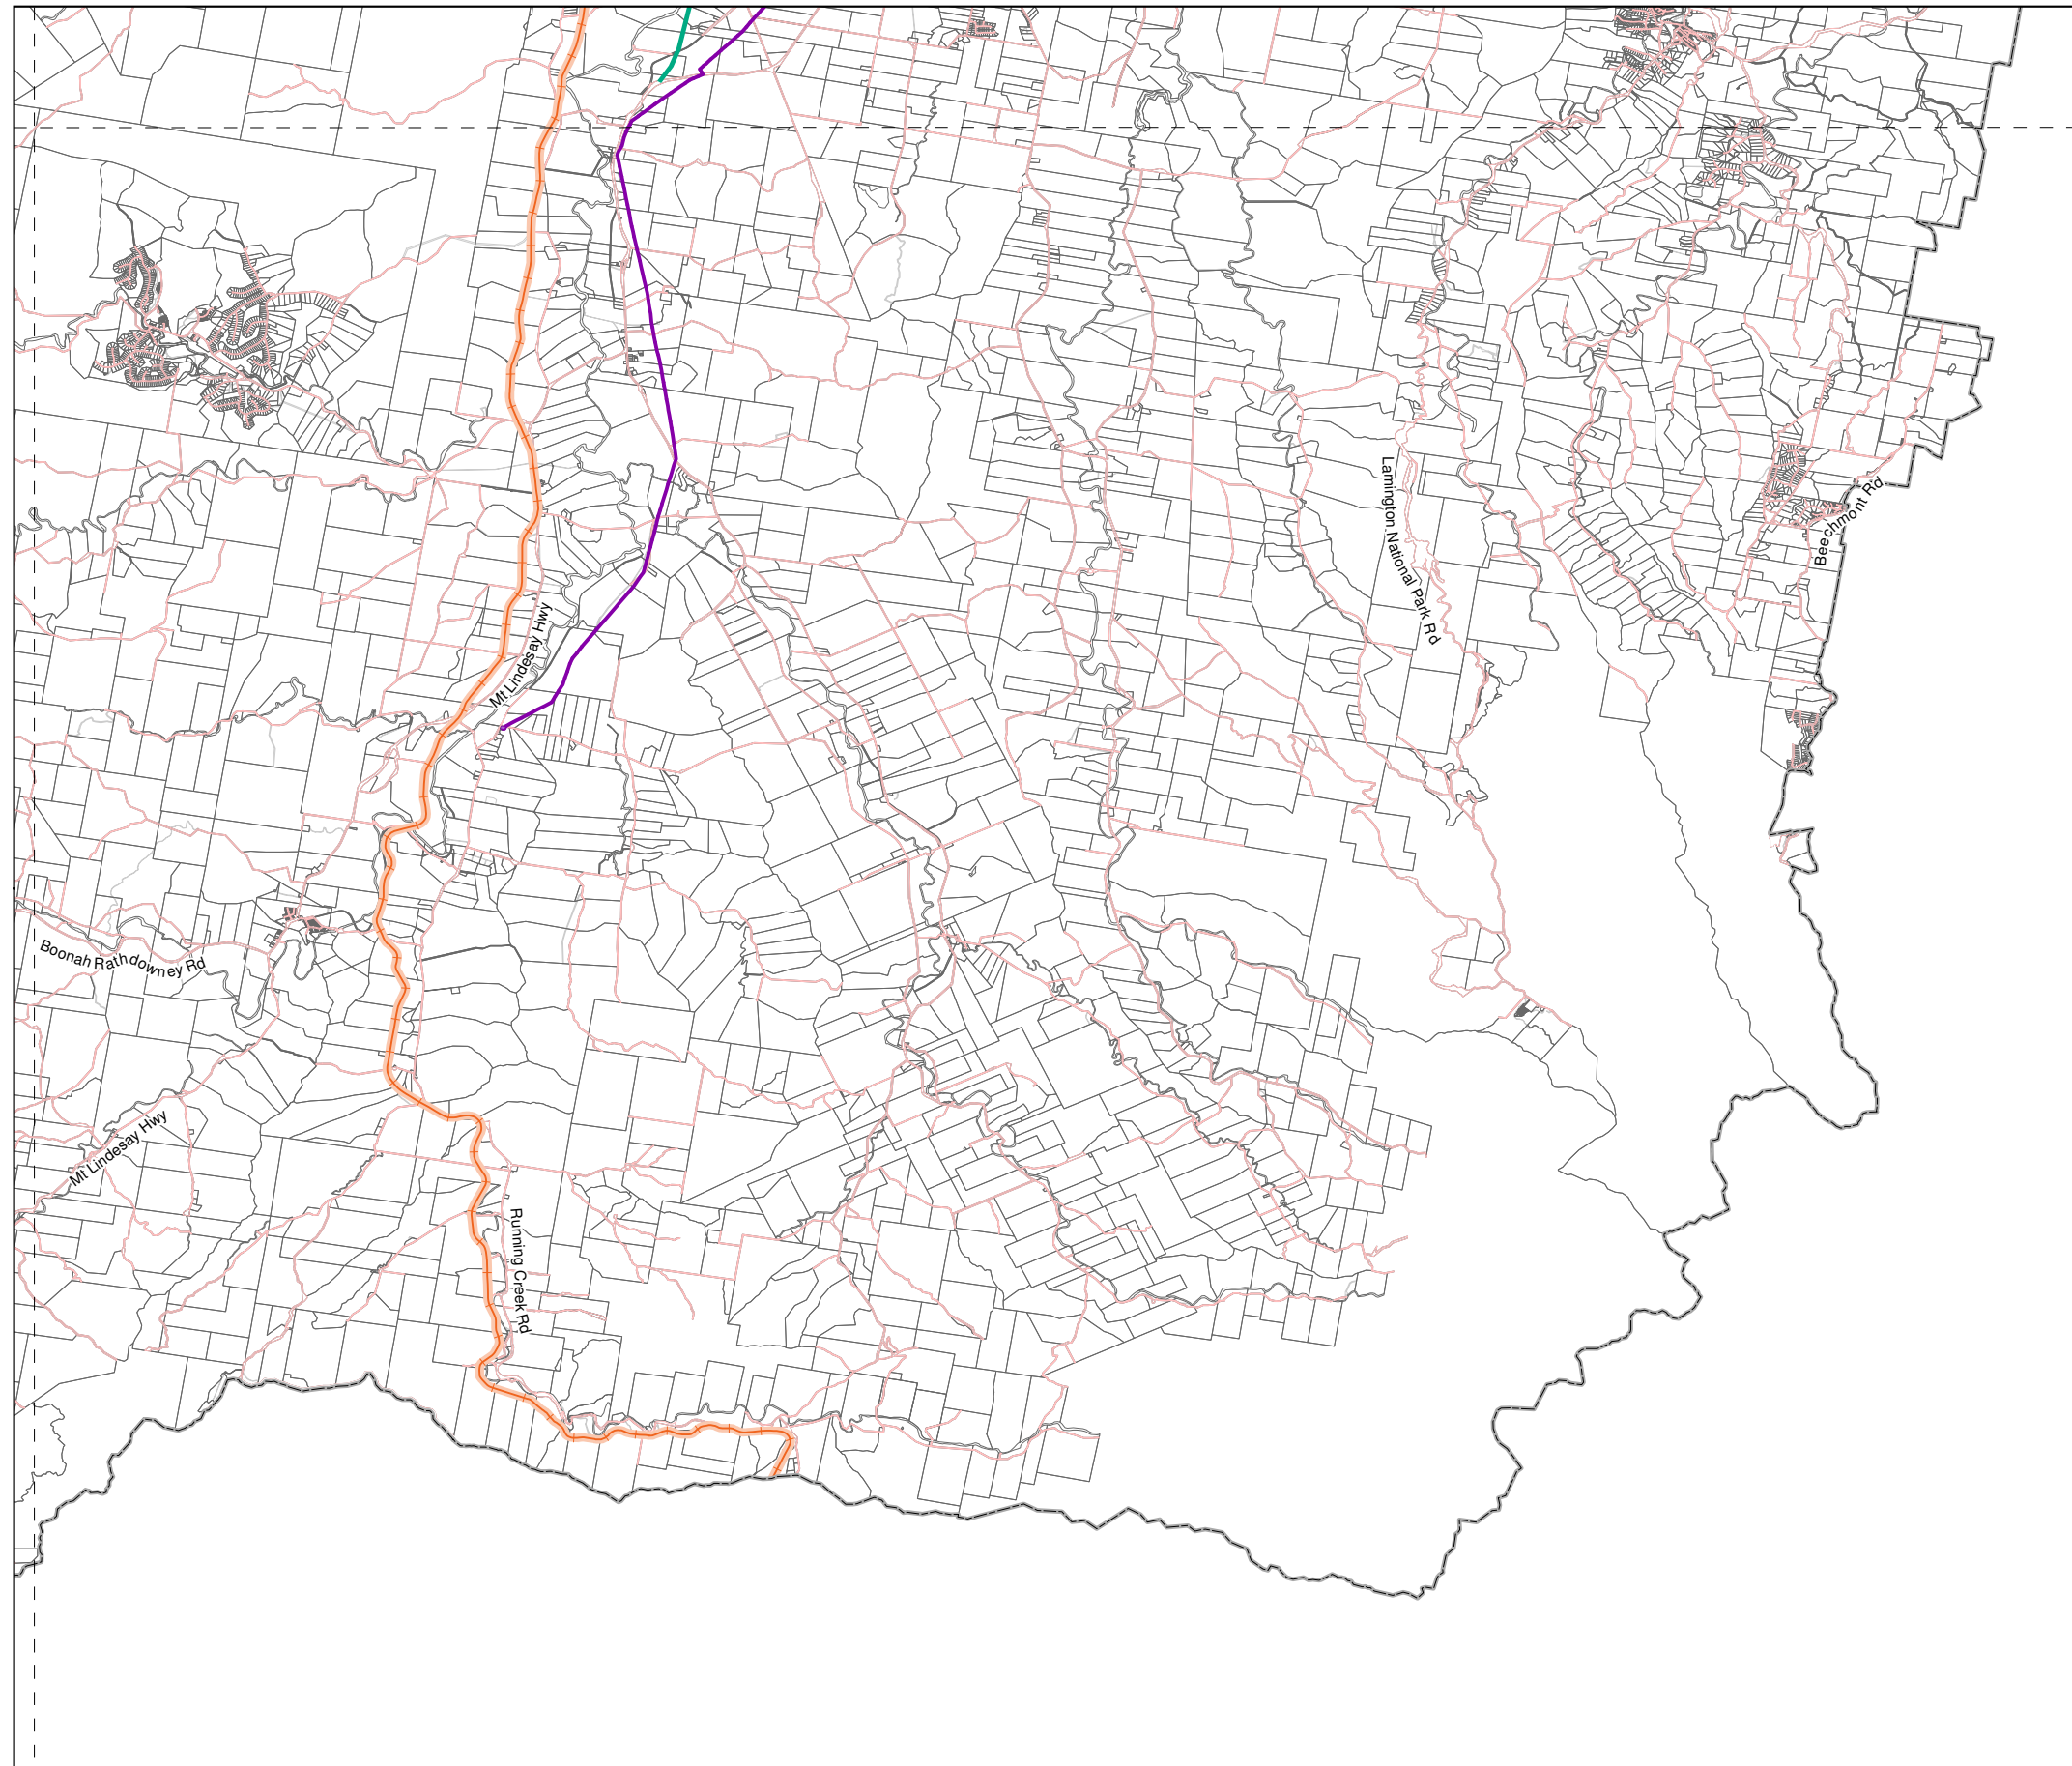 Lamington National Park Rd
Beechmont Rd
Mt Lindesay Hwy
Boonah Rathdowney Rd
Mt Lindesay Hwy
Running Creek Rd